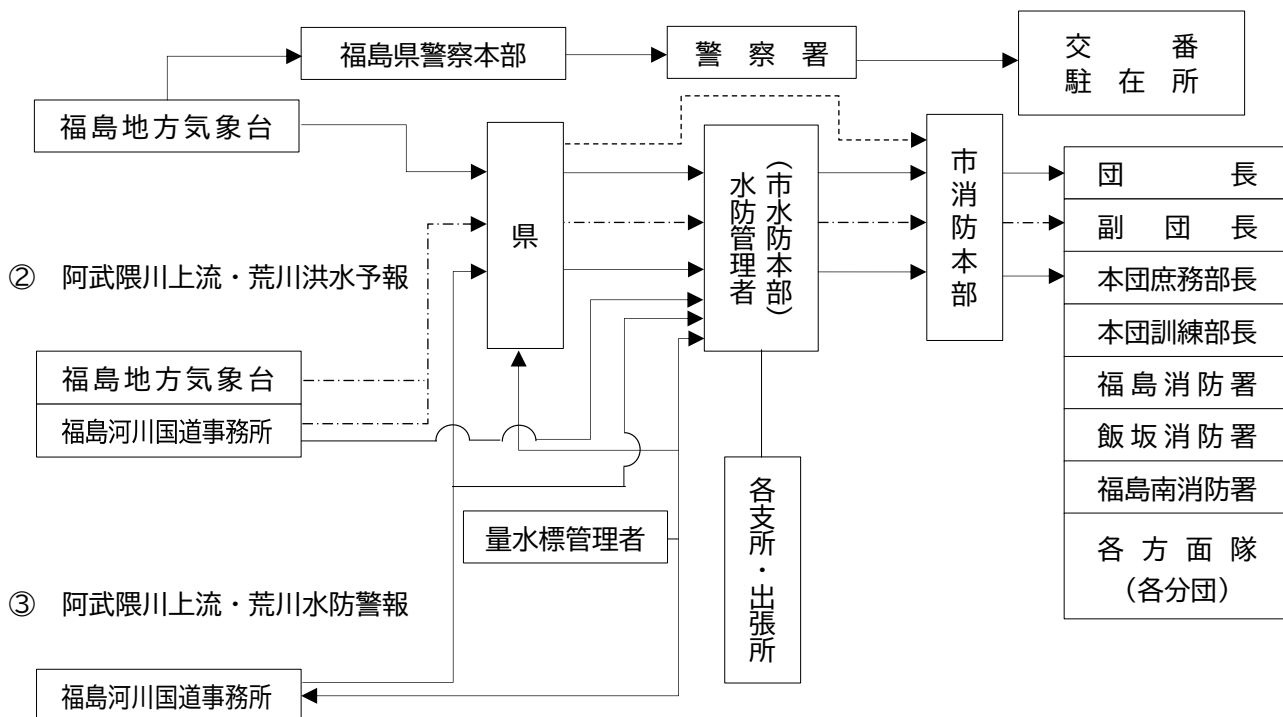 福島県警察本部
警察署
交番
駐在所
福島地方気象台
県
水防管理者
(市水防本部)
市消防本部
団長
副団長
本団庶務部長
本団訓練部長
福島消防署
飯坂消防署
福島南消防署
各方面隊
（各分団）
② 阿武隈川上流・荒川洪水予報
福島地方気象台
福島河川国道事務所
量水標管理者
各支所・出張所
③ 阿武隈川上流・荒川水防警報
福島河川国道事務所